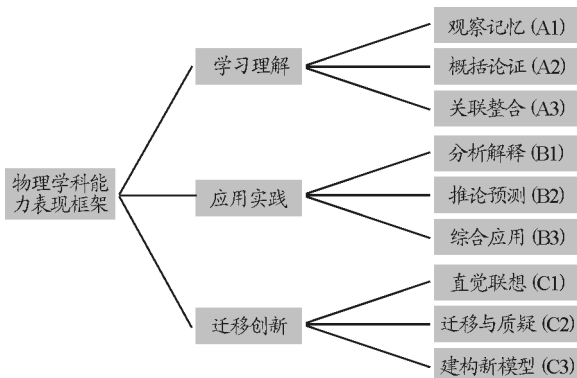 物理学科能
力表现框架
学习理解
观察记忆 (A1)
概括论证 (A2)
关联整合 (A3)
应用实践
分析解释 (B1)
推论预测 (B2)
综合应用 (B3)
迁移创新
直觉联想 (C1)
迁移与质疑 (C2)
建构新模型 (C3)